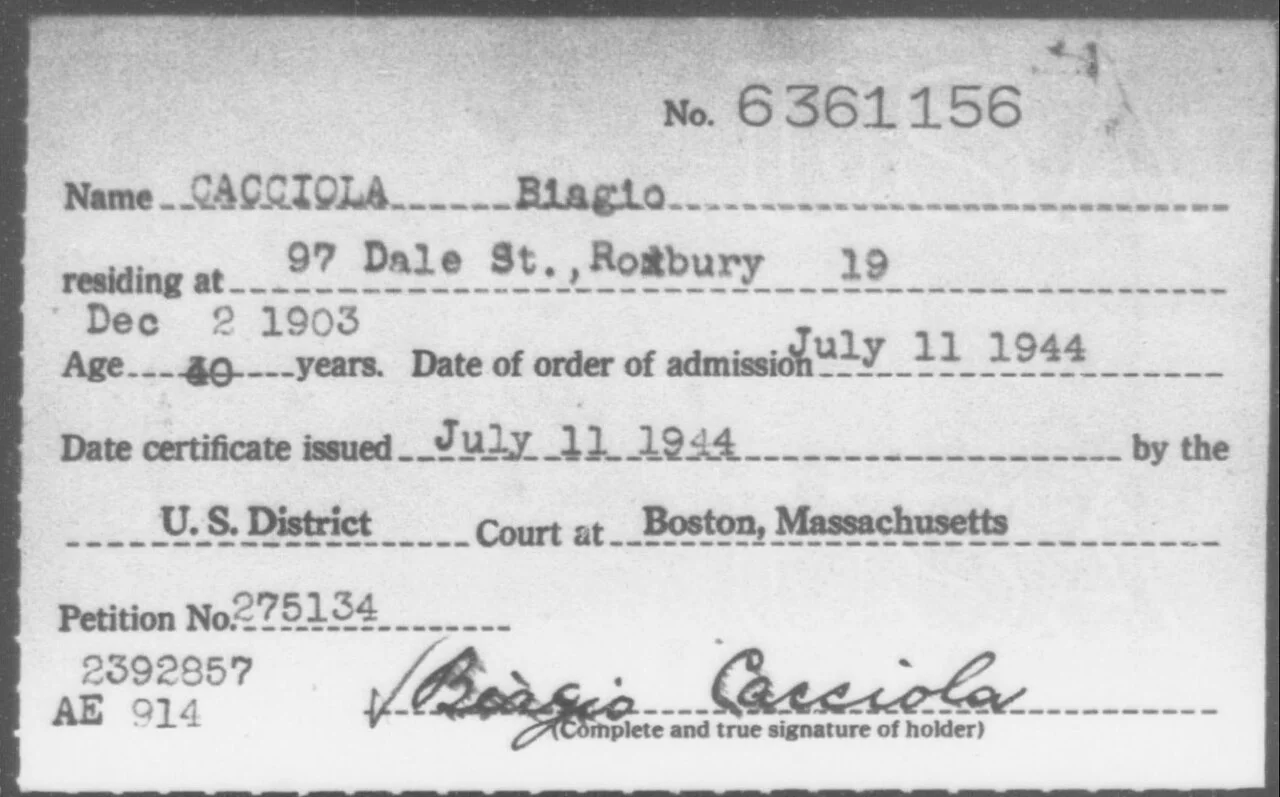 No. 6361156
Name CACCIOLA Biagio
residing at 97 Dale St., Roxbury 19
Dec 2 1903
Age 40 years. Date of order of admission July 11 1944
Date certificate issued July 11 1944 by the
U. S. District Court at Boston, Massachusetts
Petition No. 275134
2392857
AE 914
Biagio Cacciola
(Complete and true signature of holder)